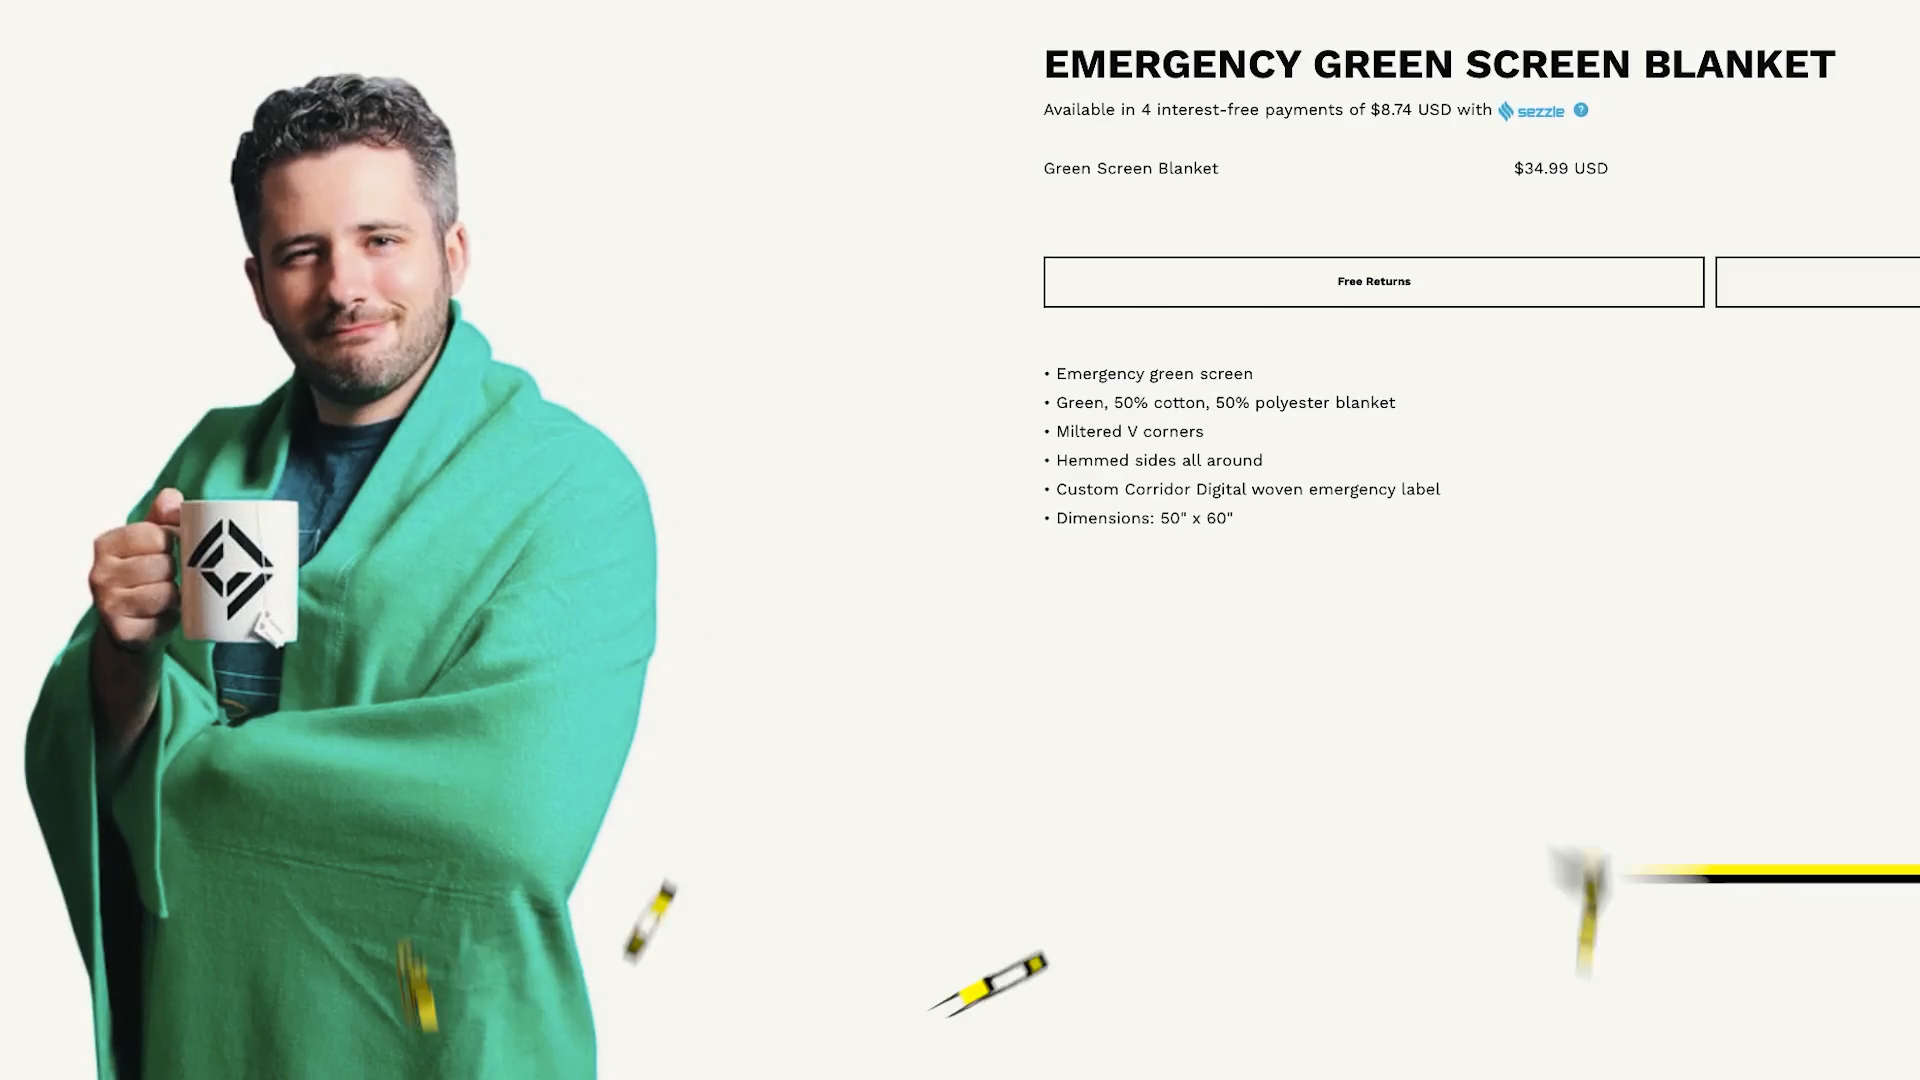 EMERGENCY GREEN SCREEN BLANKET
Available in 4 interest-free payments of $8.74 USD with sezzle ?
Green Screen Blanket $34.99 USD
Free Returns
• Emergency green screen
• Green, 50% cotton, 50% polyester blanket
• Miltered V corners
• Hemmed sides all around
• Custom Corridor Digital woven emergency label
• Dimensions: 50" x 60"